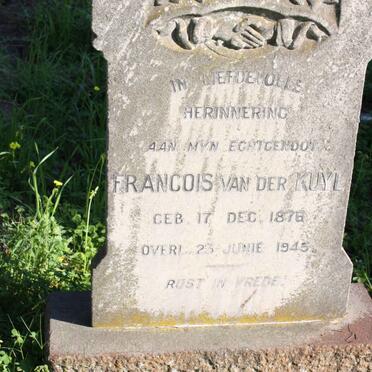 IN LIEFDEVOLLE
HERINNERING
AAN MYN ECHTGENOOT
FRANCOIS VAN DER KUYL
GEB. 17 DEC. 1876
OVERL. 23 JUNIE 1945.
RUST IN VREDE.